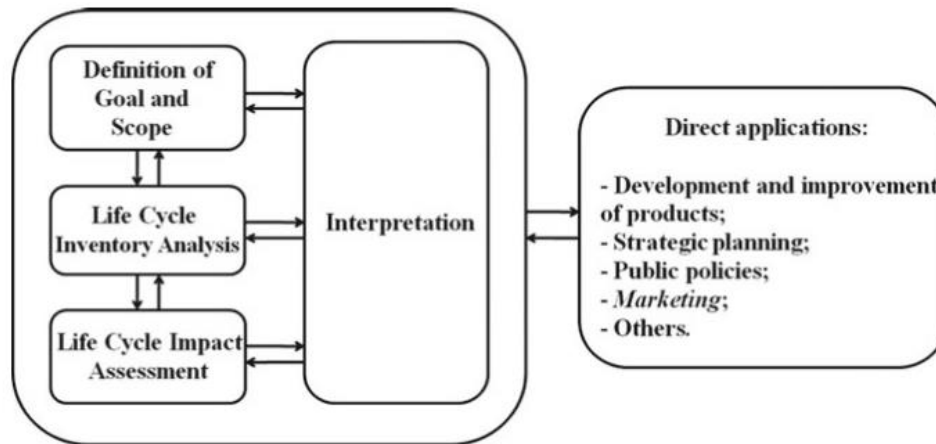 Definition of
Goal and
Scope
Life Cycle
Inventory Analysis
Life Cycle Impact
Assessment
Interpretation
Direct applications:
- Development and improvement
of products;
- Strategic planning;
- Public policies;
- Marketing;
- Others.